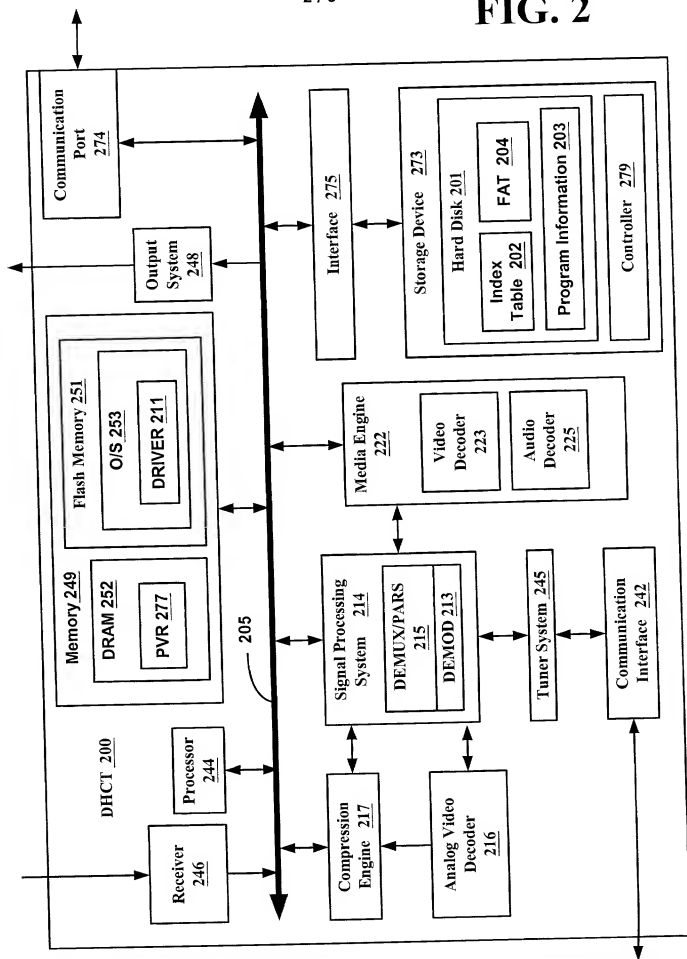 FIG. 2
DHCT 200
Receiver
246
Processor
244
Memory 249
DRAM 252
PVR 277
Flash Memory 251
O/S 253
DRIVER 211
Output
System
248
Communication
Port
274
205
Compression
Engine 217
Analog Video
Decoder
216
Signal Processing
System 214
DEMUX/PARS
215
DEMOD 213
Tuner System 245
Communication
Interface 242
Media Engine
222
Video
Decoder
223
Audio
Decoder
225
Interface 275
Storage Device 273
Hard Disk 201
Index
Table 202
FAT 204
Program Information 203
Controller 279